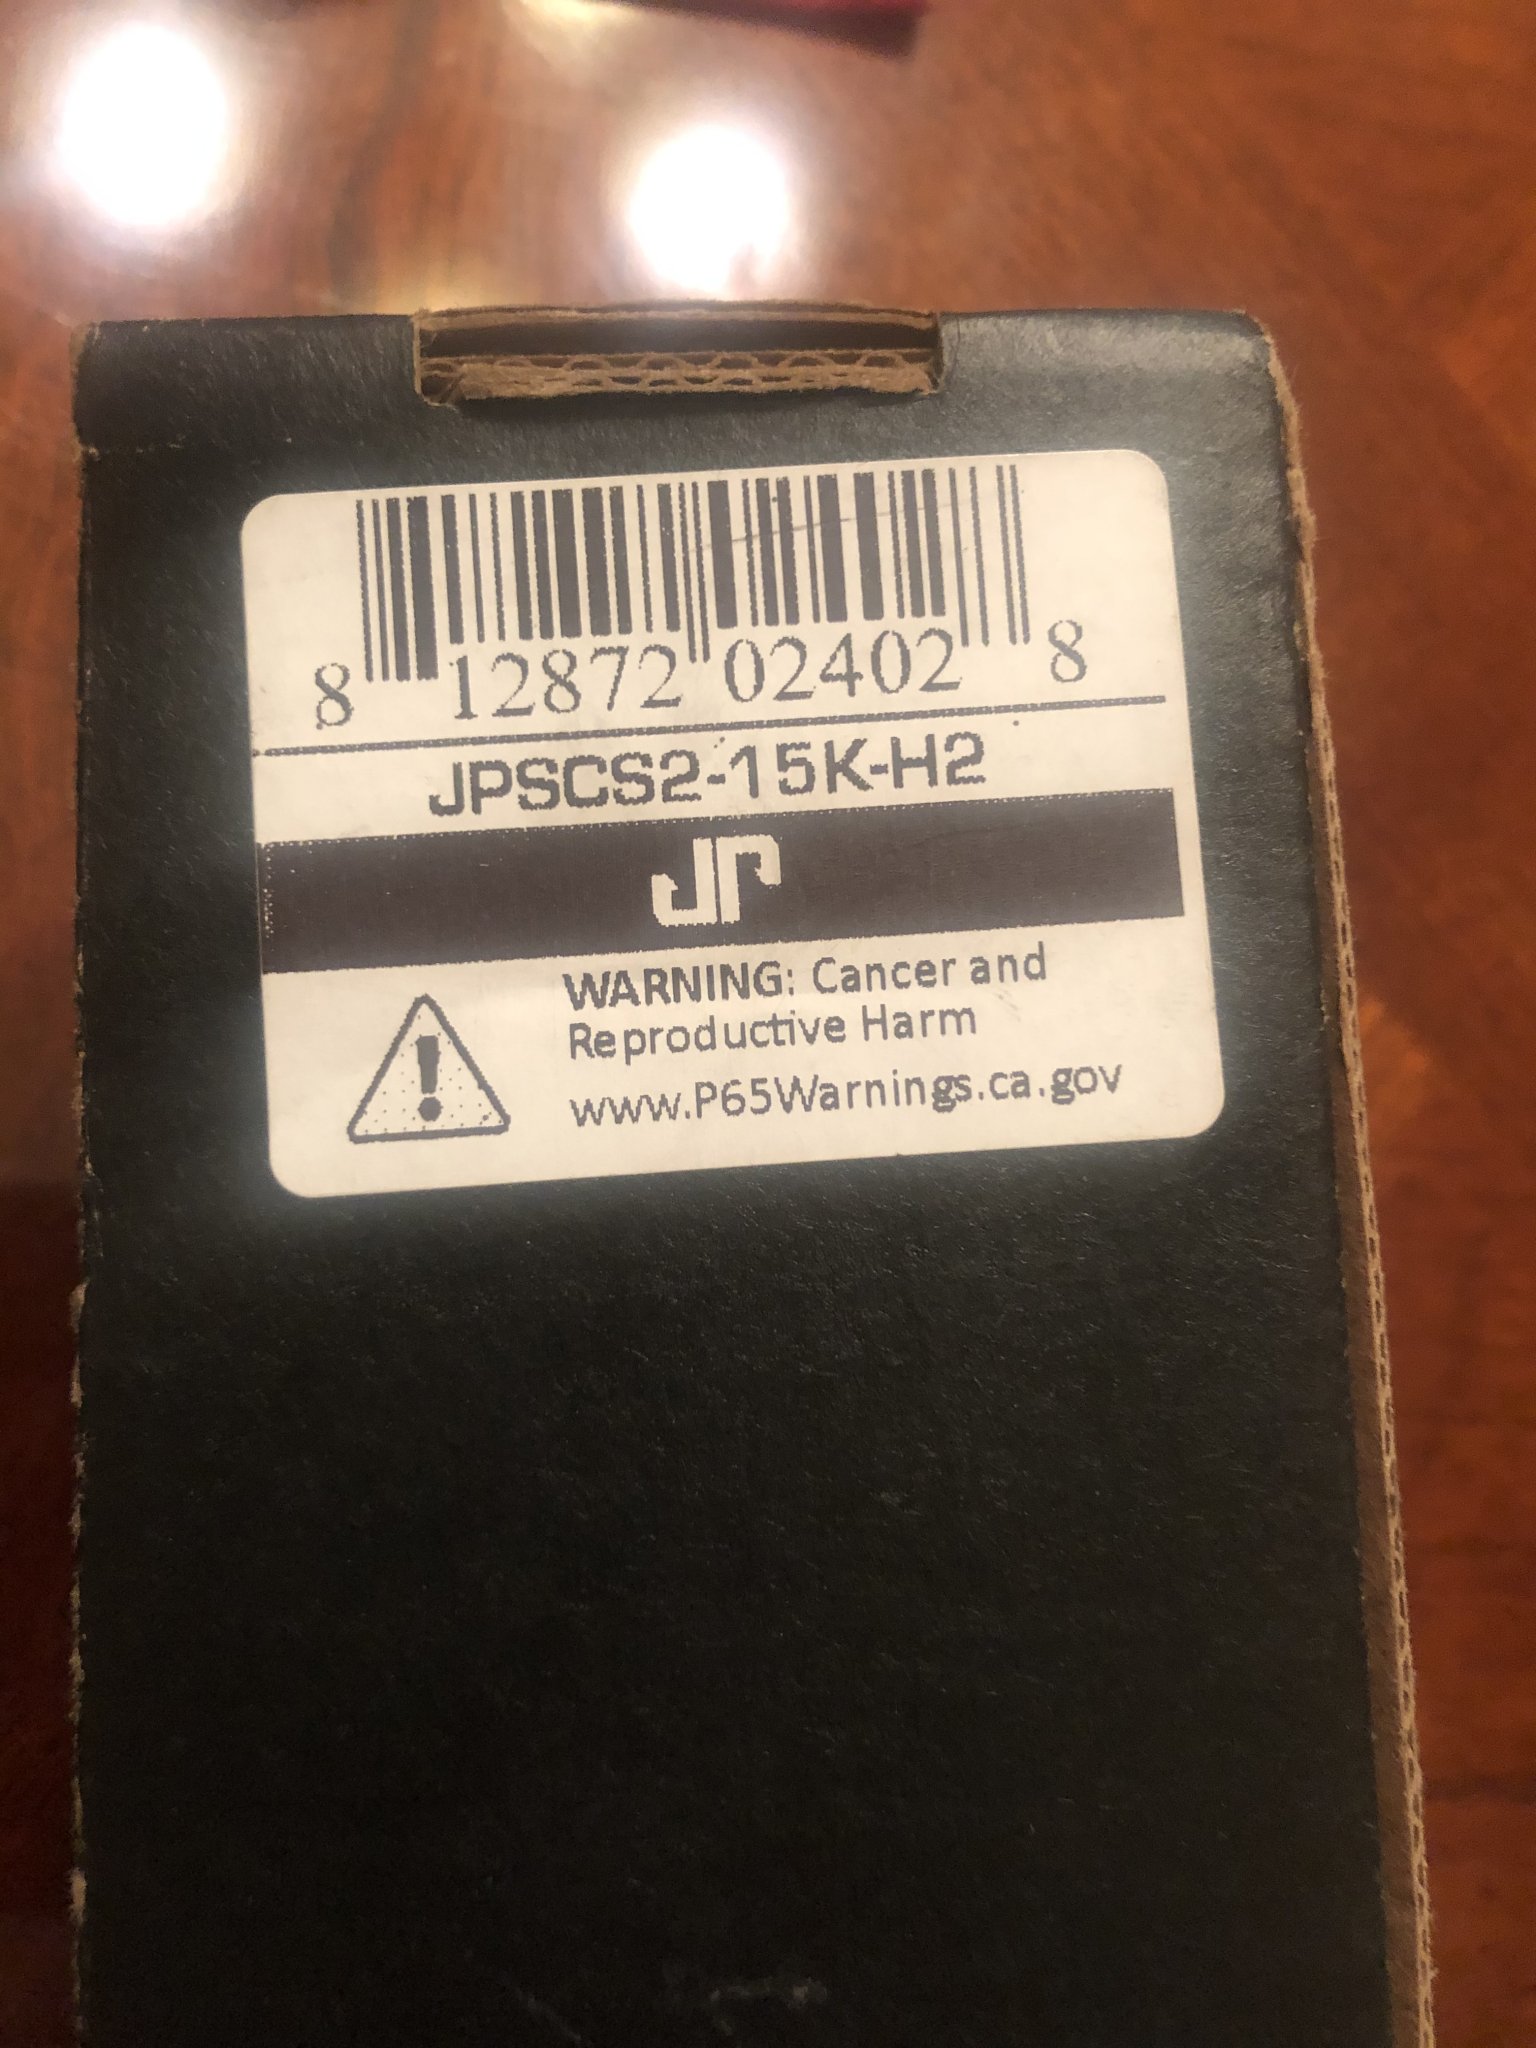 8 12872 02402 8
JPSCS2-15K-H2
JP
WARNING: Cancer and
Reproductive Harm
www.P65Warnings.ca.gov